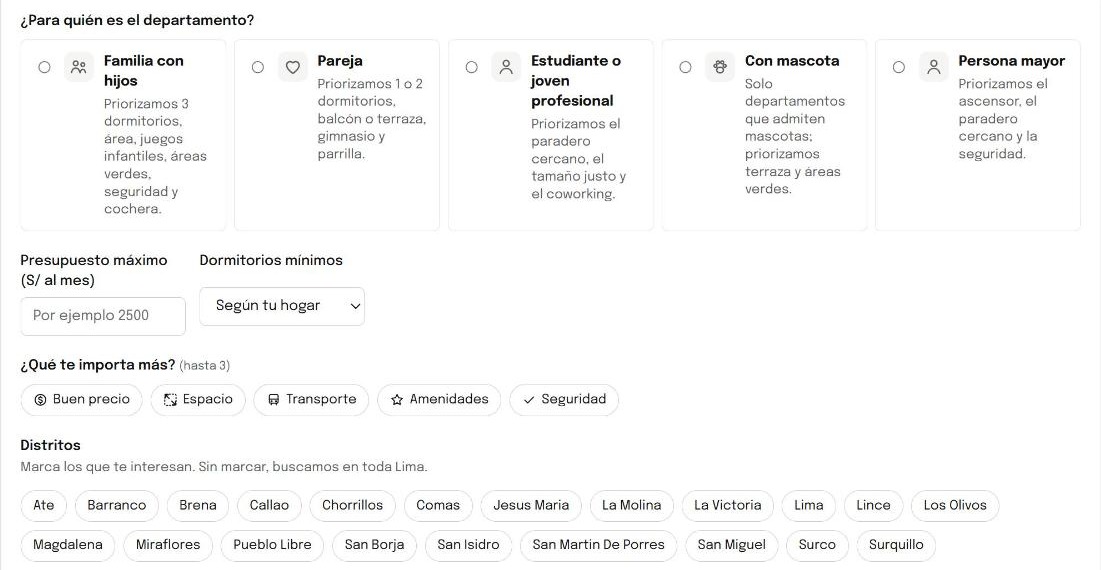 ¿Para quién es el departamento?
Familia con
hijos
Priorizamos 3
dormitorios,
área, juegos
infantiles, áreas
verdes,
seguridad y
cochera.
Pareja
Priorizamos 1 o 2
dormitorios,
balcón o terraza,
gimnasio y
parrilla.
Estudiante o
joven
profesional
Priorizamos el
paradero
cercano, el
tamaño justo y
el coworking.
Con mascota
Solo
departamentos
que admiten
mascotas;
priorizamos
terraza y áreas
verdes.
Persona mayor
Priorizamos el
ascensor, el
paradero
cercano y la
seguridad.
Presupuesto máximo
(S/ al mes)
Por ejemplo 2500
Dormitorios mínimos
Según tu hogar
¿Qué te importa más? (hasta 3)
Buen precio
Espacio
Transporte
Amenidades
Seguridad
Distritos
Marca los que te interesan. Sin marcar, buscamos en toda Lima.
Ate
Barranco
Brena
Callao
Chorrillos
Comas
Jesus Maria
La Molina
La Victoria
Lima
Lince
Los Olivos
Magdalena
Miraflores
Pueblo Libre
San Borja
San Isidro
San Martin De Porres
San Miguel
Surco
Surquillo